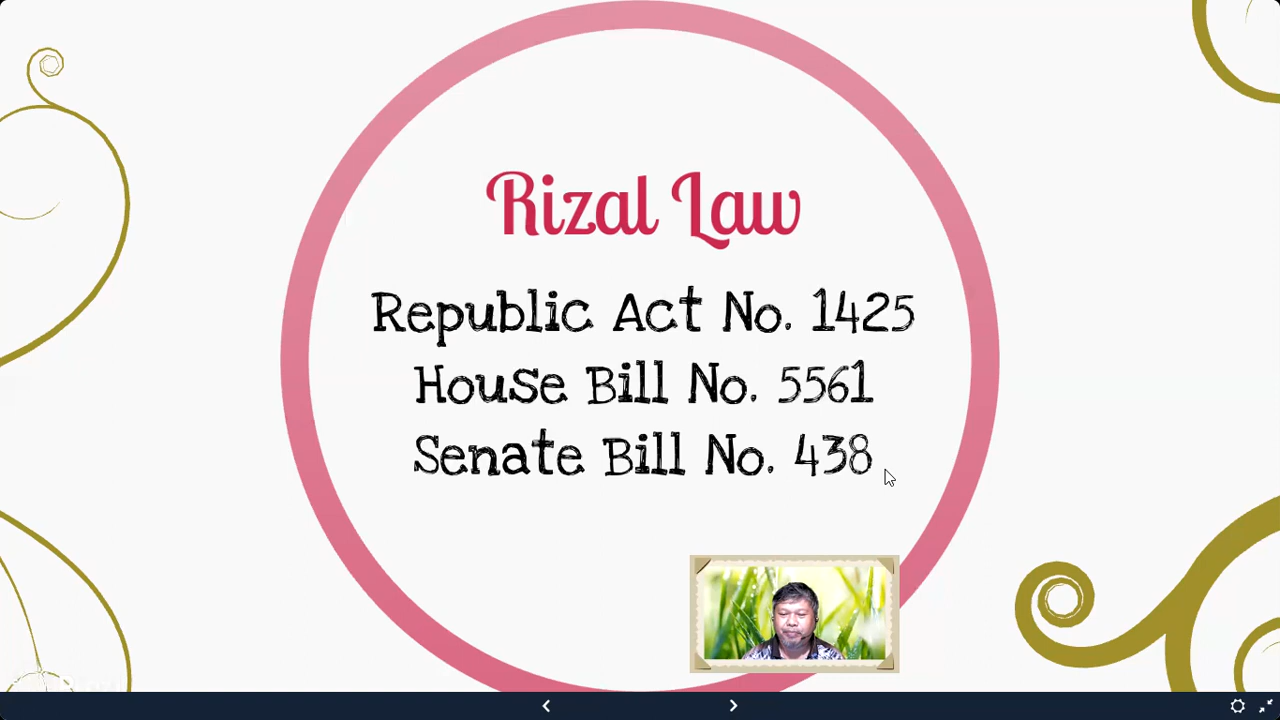 Rizal Law
Republic Act No. 1425
House Bill No. 5561
Senate Bill No. 438